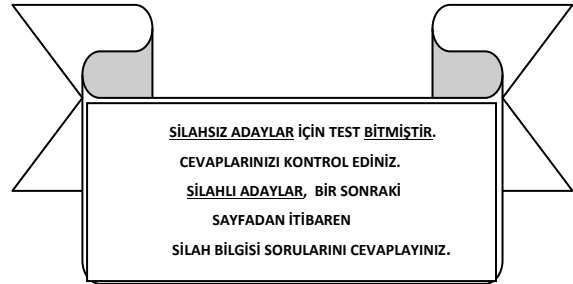 SİLAHSIZ ADAYLAR İÇİN TEST BİTMİŞTİR.
CEVAPLARINIZI KONTROL EDİNİZ.
SİLAHLI ADAYLAR, BİR SONRAKİ
SAYFADAN İTİBAREN
SİLAH BİLGİSİ SORULARINI CEVAPLAYINIZ.